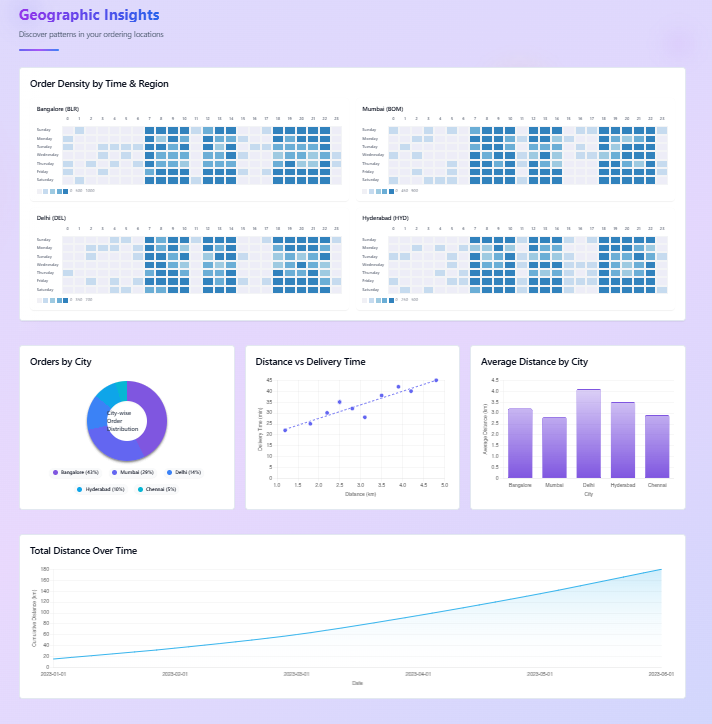 Geographic Insights
Discover patterns in your ordering locations
Order Density by Time & Region
Bangalore (BLR)
0 1 2 3 4 5 6 7 8 9 10 11 12 13 14 15 16 17 18 19 20 21 22 23
Sunday
Monday
Tuesday
Wednesday
Thursday
Friday
Saturday
Mumbai (BOM)
0 1 2 3 4 5 6 7 8 9 10 11 12 13 14 15 16 17 18 19 20 21 22 23
Sunday
Monday
Tuesday
Wednesday
Thursday
Friday
Saturday
Delhi (DEL)
0 1 2 3 4 5 6 7 8 9 10 11 12 13 14 15 16 17 18 19 20 21 22 23
Sunday
Monday
Tuesday
Wednesday
Thursday
Friday
Saturday
Hyderabad (HYD)
0 1 2 3 4 5 6 7 8 9 10 11 12 13 14 15 16 17 18 19 20 21 22 23
Sunday
Monday
Tuesday
Wednesday
Thursday
Friday
Saturday
Orders by City
City-wise
Order
Distribution
Bangalore (43%) Mumbai (28%) Delhi (14%)
Hyderabad (10%) Chennai (5%)
Distance vs Delivery Time
Delivery Time (min)
45
40
35
30
25
20
15
10
5
0
1.0 1.5 2.0 2.5 3.0 3.5 4.0 4.5 5.0
Distance (km)
Average Distance by City
Average Distance (km)
4.5
4.0
3.5
3.0
2.5
2.0
1.5
1.0
0.5
0
Bangalore Mumbai Delhi Hyderabad Chennai
City
Total Distance Over Time
Cumulative Distance (km)
180
160
140
120
100
80
60
40
20
0
2023-01-01 2023-02-01 2023-03-01 2023-04-01 2023-05-01 2023-06-01
Date